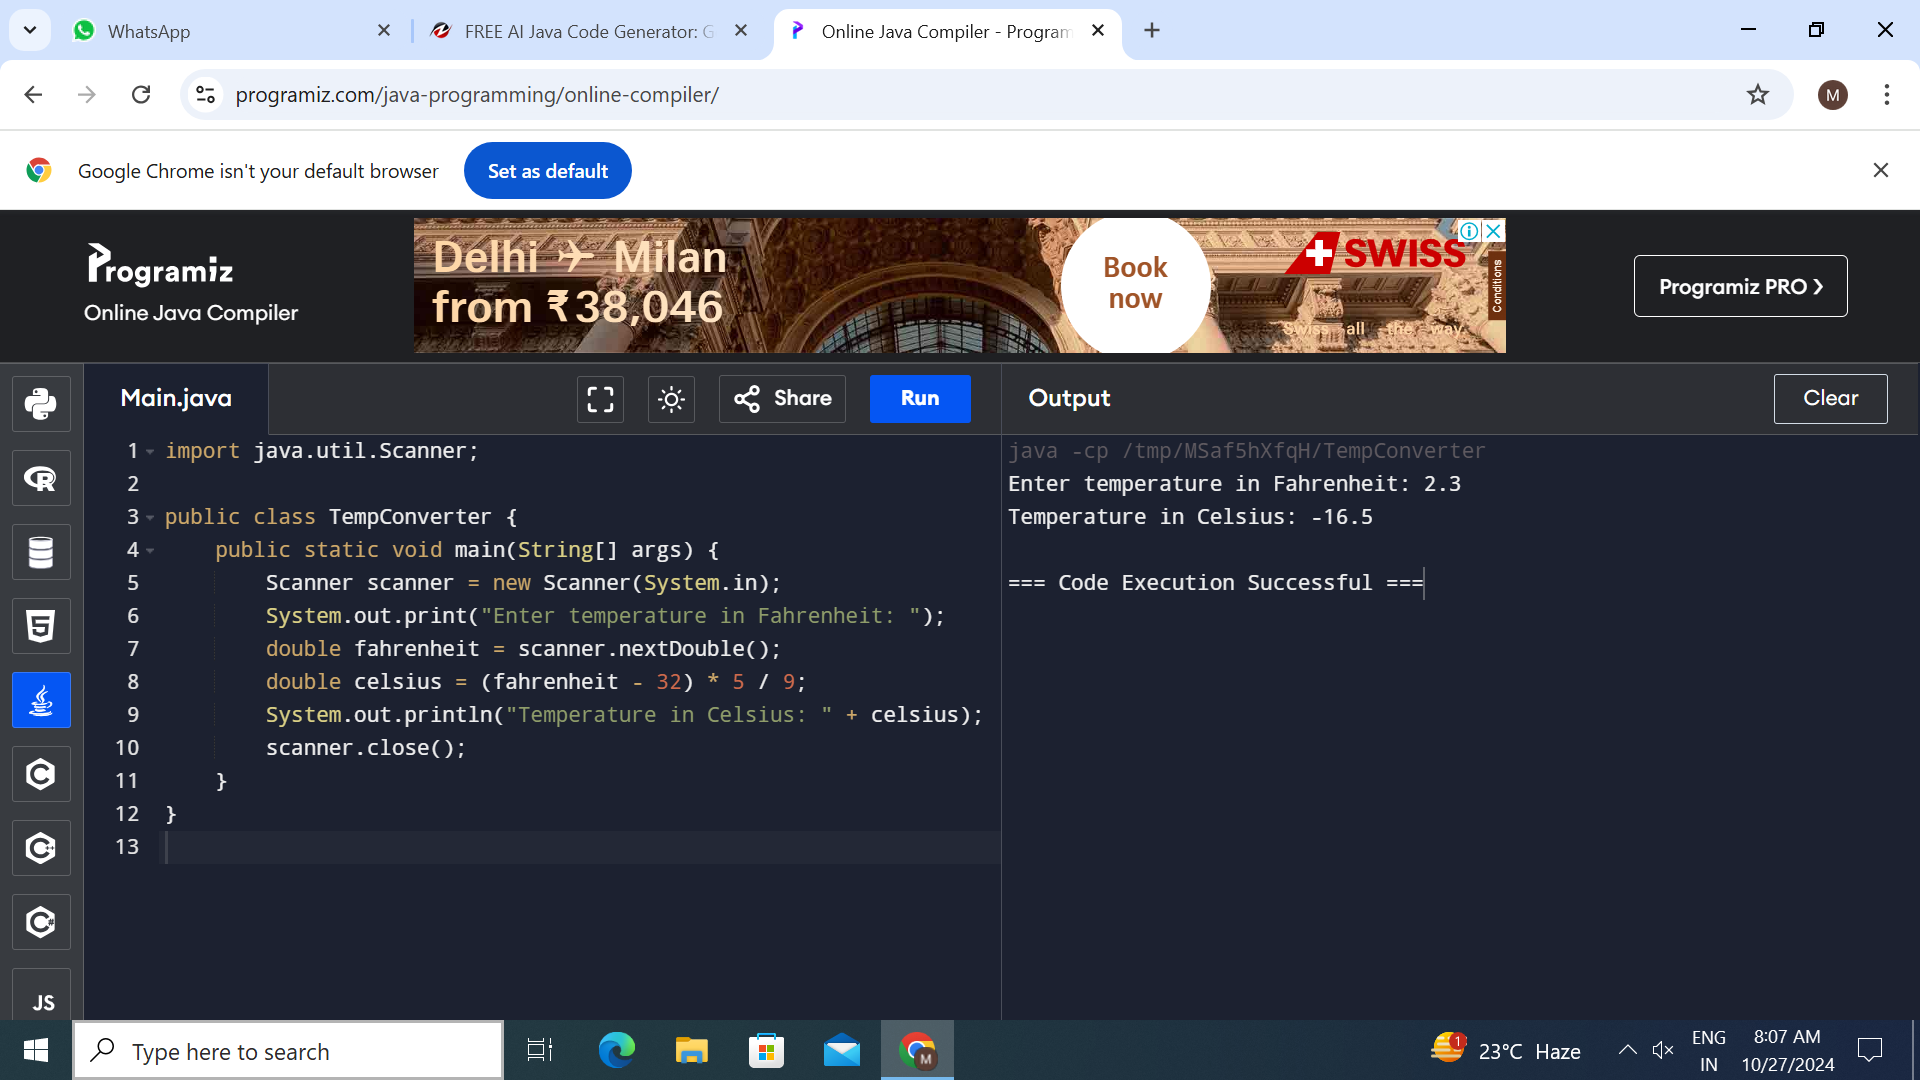 WhatsApp
FREE AI Java Code Generator: G
Online Java Compiler - Program
programiz.com/java-programming/online-compiler/
M
Google Chrome isn't your default browser
Set as default
Programiz
Online Java Compiler
Delhi ✈ Milan
from ₹38,046
Book
now
SWISS
Swiss all the way.
Conditions
Programiz PRO ❯
Main.java
Share
Run
Output
Clear
1 import java.util.Scanner;
2
3 public class TempConverter {
4     public static void main(String[] args) {
5         Scanner scanner = new Scanner(System.in);
6         System.out.print("Enter temperature in Fahrenheit: ");
7         double fahrenheit = scanner.nextDouble();
8         double celsius = (fahrenheit - 32) * 5 / 9;
9         System.out.println("Temperature in Celsius: " + celsius);
10         scanner.close();
11     }
12 }
13
java -cp /tmp/MSaf5hXfqH/TempConverter
Enter temperature in Fahrenheit: 2.3
Temperature in Celsius: -16.5
=== Code Execution Successful ===
R
5
C
C++
C#
JS
Type here to search
M
1
23°C Haze
ENG
IN
8:07 AM
10/27/2024